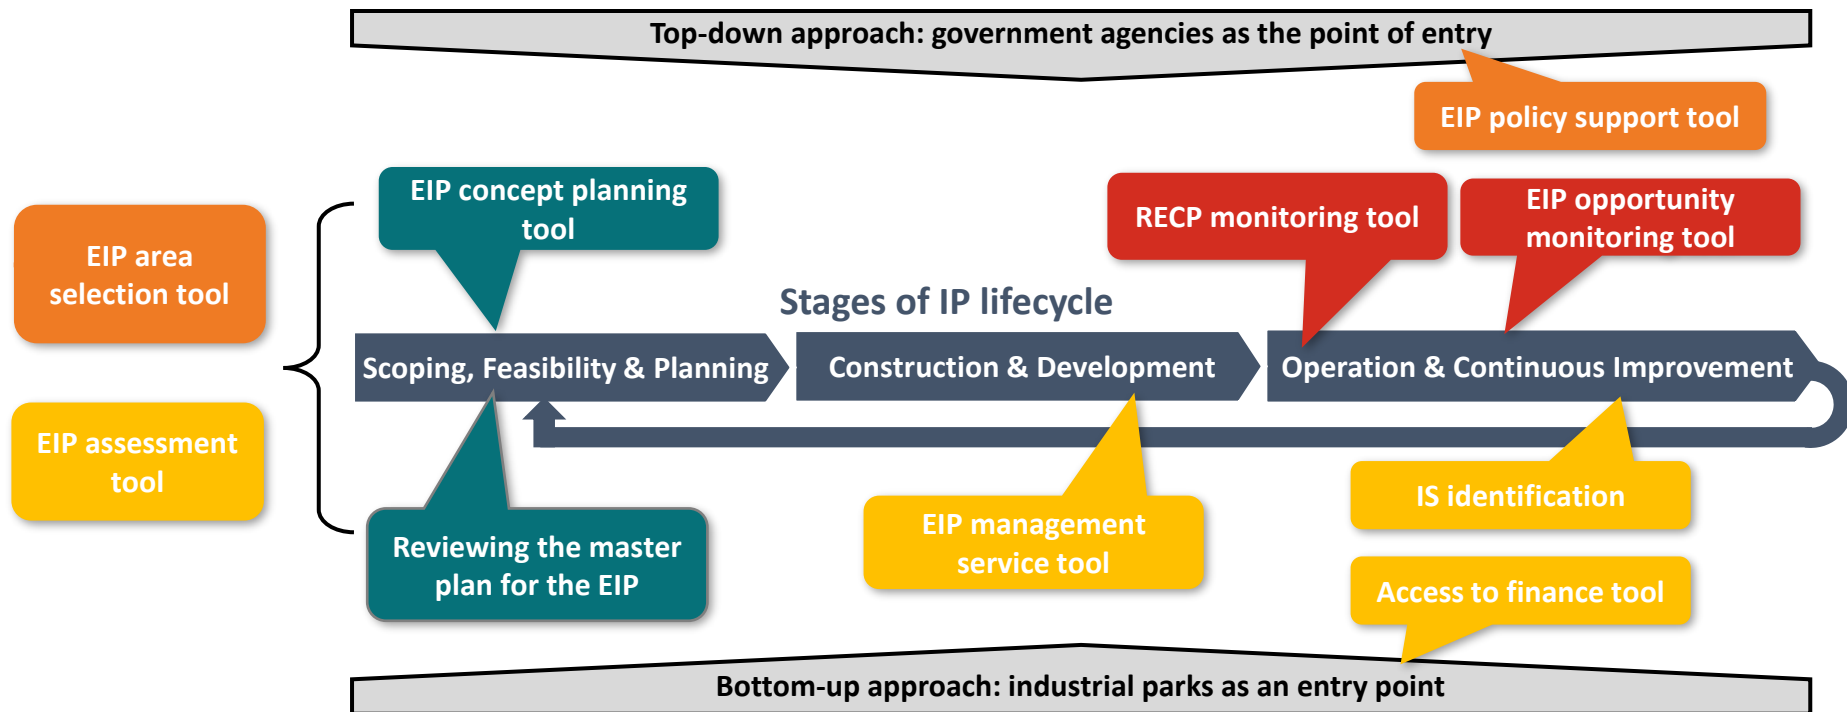 Top-down approach: government agencies as the point of entry
EIP policy support tool
EIP concept planning
tool
RECP monitoring tool
EIP opportunity
monitoring tool
EIP area
selection tool
Stages of IP lifecycle
Scoping, Feasibility & Planning
Construction & Development
Operation & Continuous Improvement
EIP assessment
tool
Reviewing the master
plan for the EIP
EIP management
service tool
IS identification
Access to finance tool
Bottom-up approach: industrial parks as an entry point